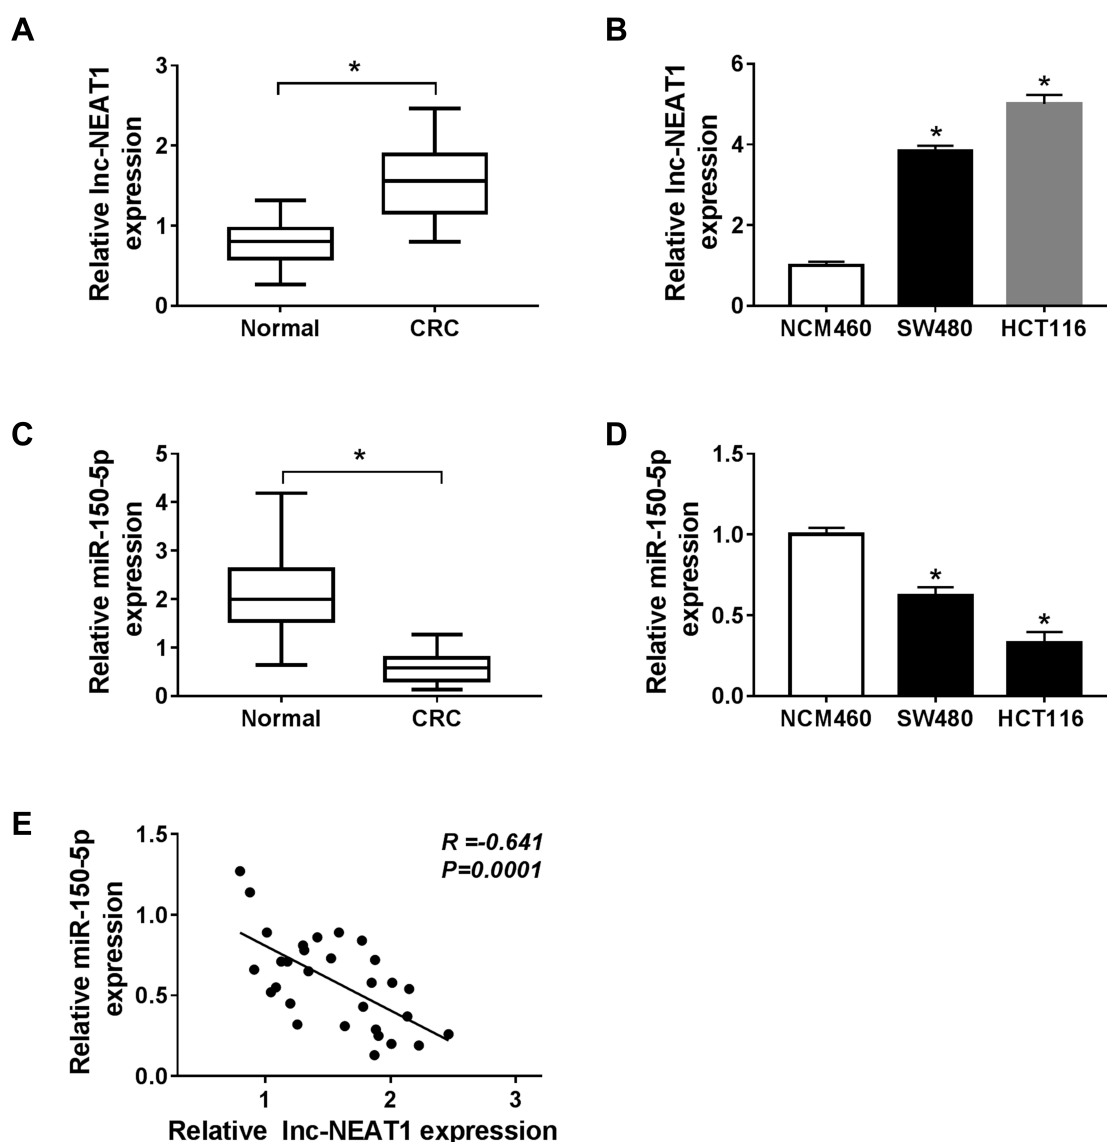 A
Relative lnc-NEAT1
expression
3
2
1
0
*
Normal
CRC
B
Relative lnc-NEAT1
expression
6
4
2
0
*
*
NCM460
SW480
HCT116
C
Relative miR-150-5p
expression
5
4
3
2
1
0
*
Normal
CRC
D
Relative miR-150-5p
expression
1.5
1.0
0.5
0.0
*
*
NCM460
SW480
HCT116
E
Relative miR-150-5p
expression
1.5
1.0
0.5
0.0
R =-0.641
P=0.0001
1
2
3
Relative lnc-NEAT1 expression